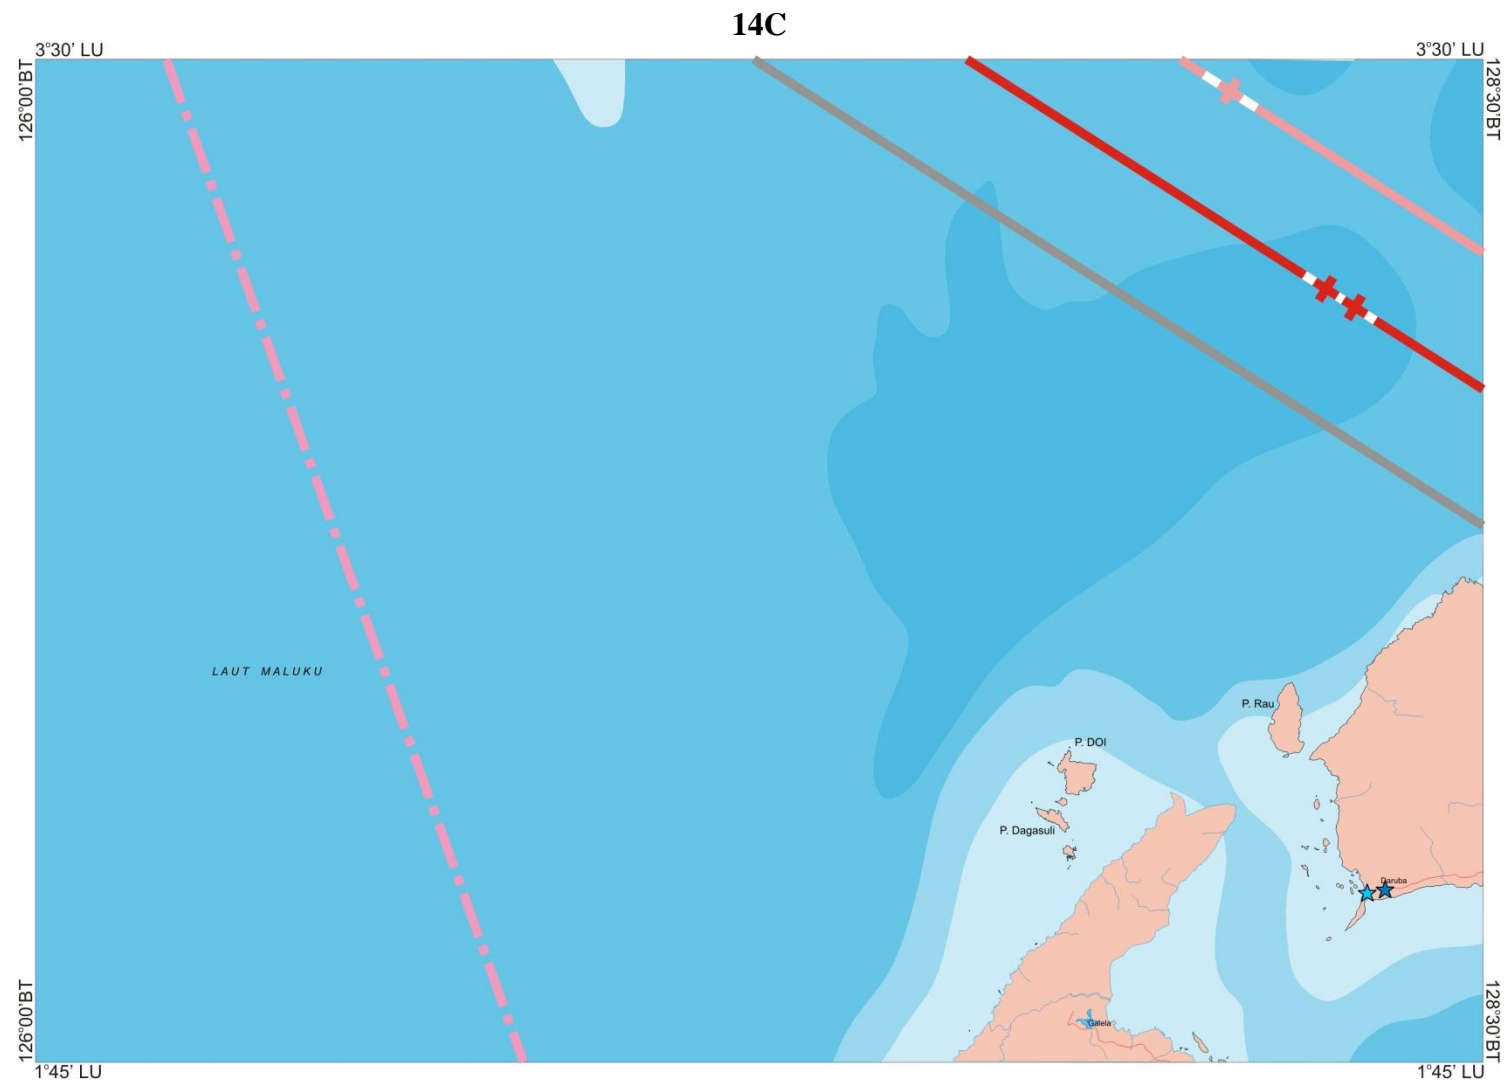 14C
3°30' LU
3°30' LU
126°00'BT
128°30'BT
LAUT MALUKU
P. Rau
P. DOI
P. Dagasuli
Daruba
Galela
126°00'BT
128°30'BT
1°45' LU
1°45' LU